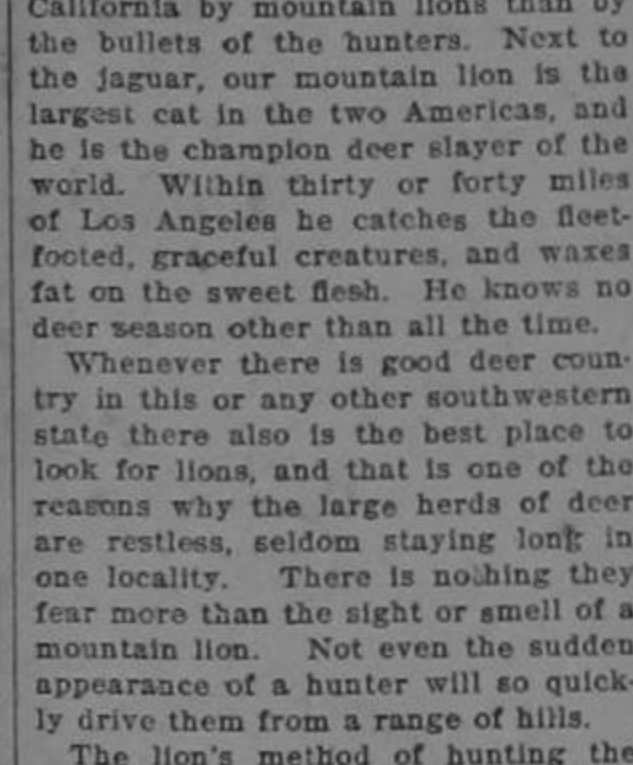 California by mountain lions than by
the bullets of the hunters. Next to
the jaguar, our mountain lion is the
largest cat in the two Americas, and
he is the champion deer slayer of the
world. Within thirty or forty miles
of Los Angeles he catches the fleet-
footed, graceful creatures, and waxes
fat on the sweet flesh. He knows no
deer season other than all the time.
Whenever there is good deer coun-
try in this or any other southwestern
state there also is the best place to
look for lions, and that is one of the
reasons why the large herds of deer
are restless, seldom staying long in
one locality. There is nothing they
fear more than the sight or smell of a
mountain lion. Not even the sudden
appearance of a hunter will so quick-
ly drive them from a range of hills.
The lion's method of hunting the